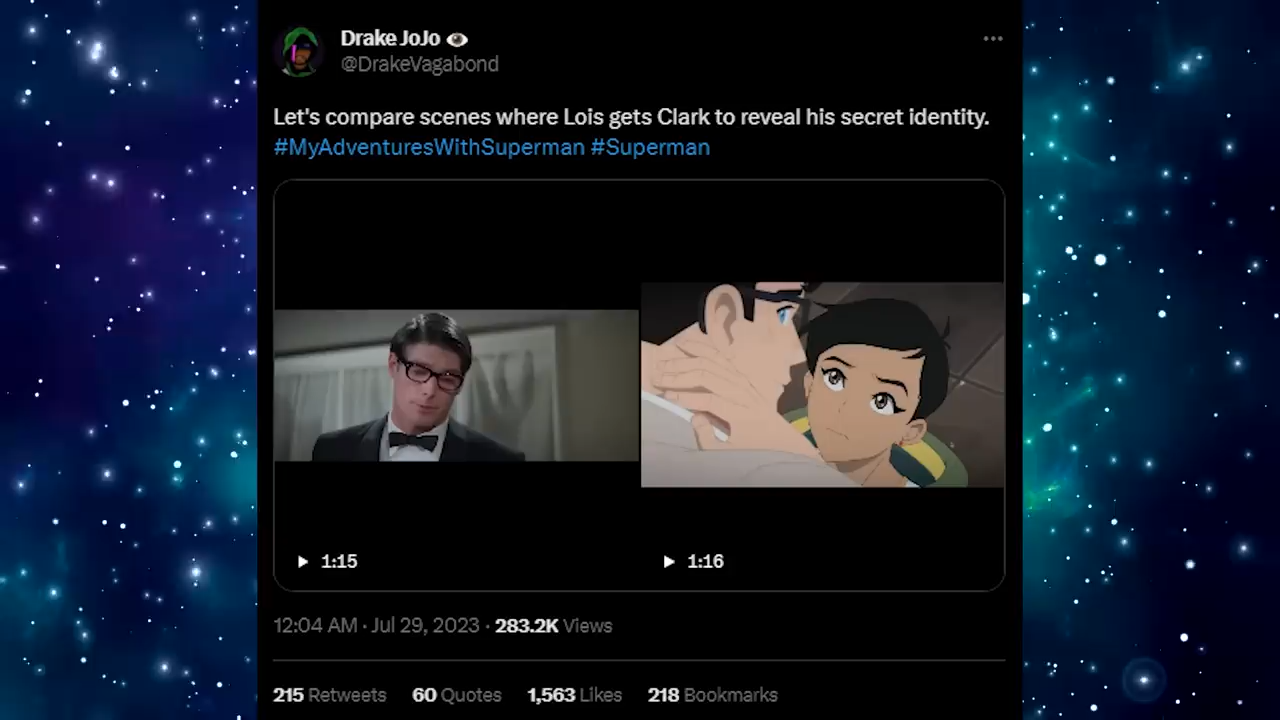 Drake JoJo 👁
@DrakeVagabond
Let's compare scenes where Lois gets Clark to reveal his secret identity.
#MyAdventuresWithSuperman #Superman
1:15
1:16
12:04 AM · Jul 29, 2023 · 283.2K Views
215 Retweets 60 Quotes 1,563 Likes 218 Bookmarks